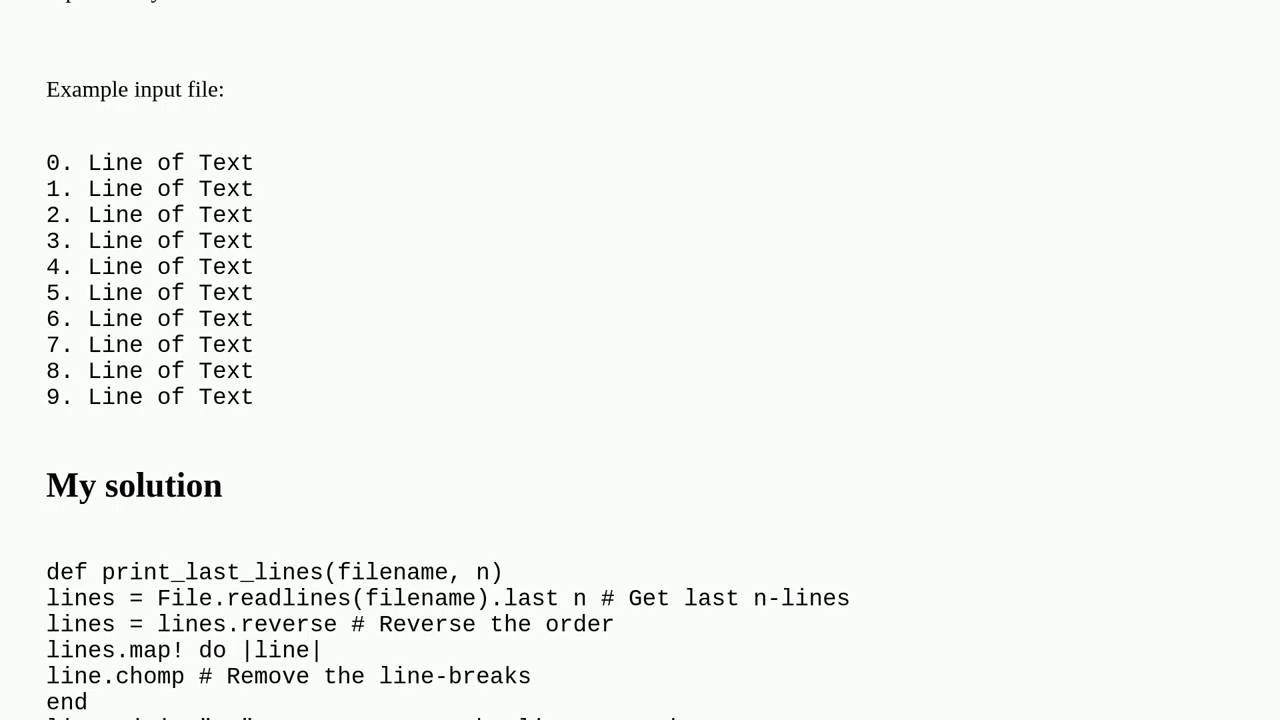 Example input file:
0. Line of Text
1. Line of Text
2. Line of Text
3. Line of Text
4. Line of Text
5. Line of Text
6. Line of Text
7. Line of Text
8. Line of Text
9. Line of Text
My solution
def print_last_lines(filename, n)
lines = File.readlines(filename).last n # Get last n-lines
lines = lines.reverse # Reverse the order
lines.map! do |line|
line.chomp # Remove the line-breaks
end